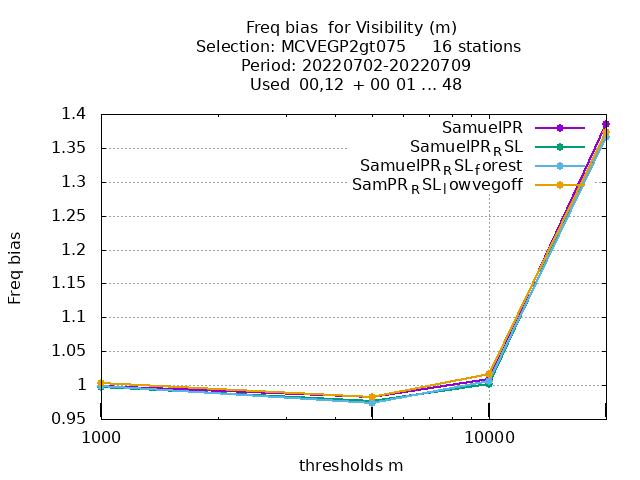 Freq bias  for Visibility (m)
Selection: MCVEGP2gt075     16 stations
Period: 20220702-20220709
Used  00,12  + 00 01 ... 48
1.4
1.35
1.3
1.25
1.2
1.15
1.1
1.05
1
0.95
Freq bias
SamuelPR
SamuelPR_RSL
SamuelPR_RSL_forest
SamPR_RSL_lowvegoff
1000
10000
thresholds m